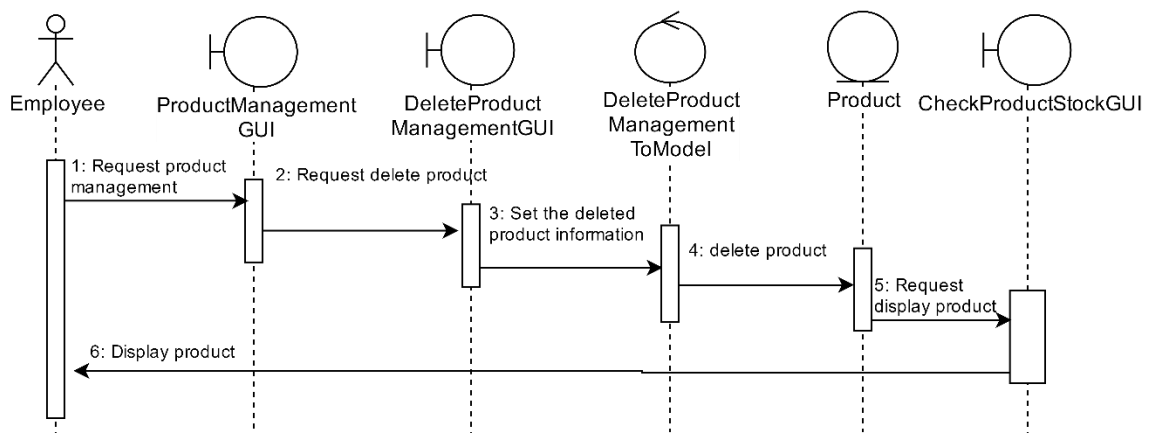 Employee
ProductManagement
GUI
DeleteProduct
ManagementGUI
DeleteProduct
Management
ToModel
Product
CheckProductStockGUI
1: Request product
management
2: Request delete product
3: Set the deleted
product information
4: delete product
5: Request
display product
6: Display product